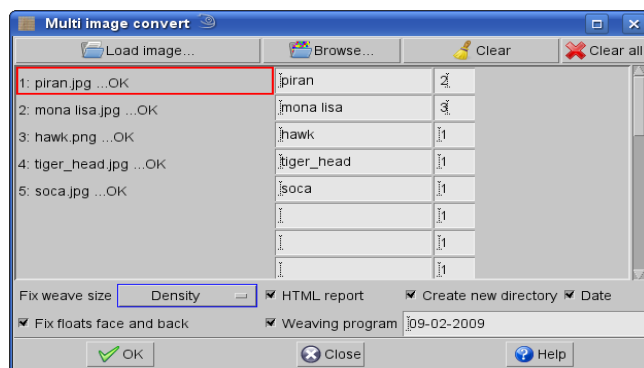 Multi image convert
Load image... Browse... Clear Clear all
1: piran.jpg ...OK piran 2
2: mona lisa.jpg ...OK mona lisa 3
3: hawk.png ...OK hawk 1
4: tiger_head.jpg ...OK tiger_head 1
5: soca.jpg ...OK soca 1
1
1
1
Fix weave size Density HTML report Create new directory Date
Fix floats face and back Weaving program 09-02-2009
OK Close Help